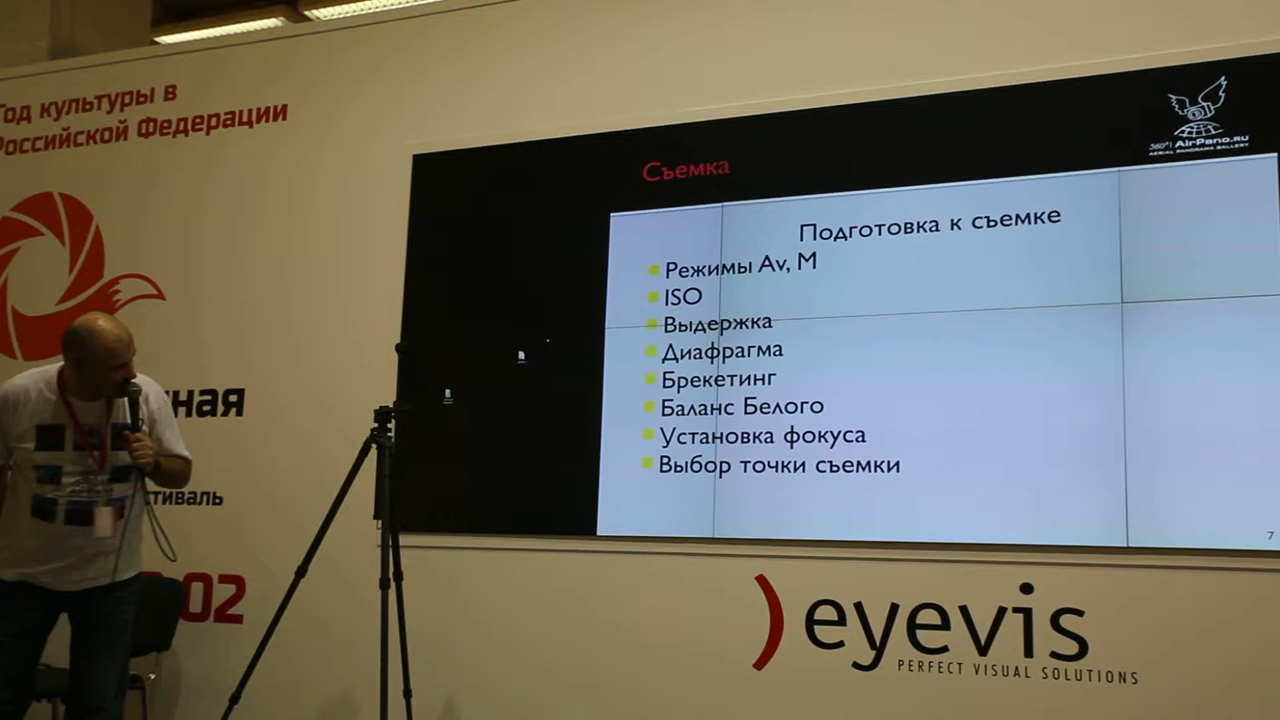 Год культуры в
Российской Федерации
360°| AirPano.ru
AERIAL PANORAMA GALLERY
Съемка
Подготовка к съемке
Режимы Av, M
ISO
Выдержка
Диафрагма
Брекетинг
Баланс Белого
Установка фокуса
Выбор точки съемки
7
ная
стиваль
02
eyevis
PERFECT VISUAL SOLUTIONS